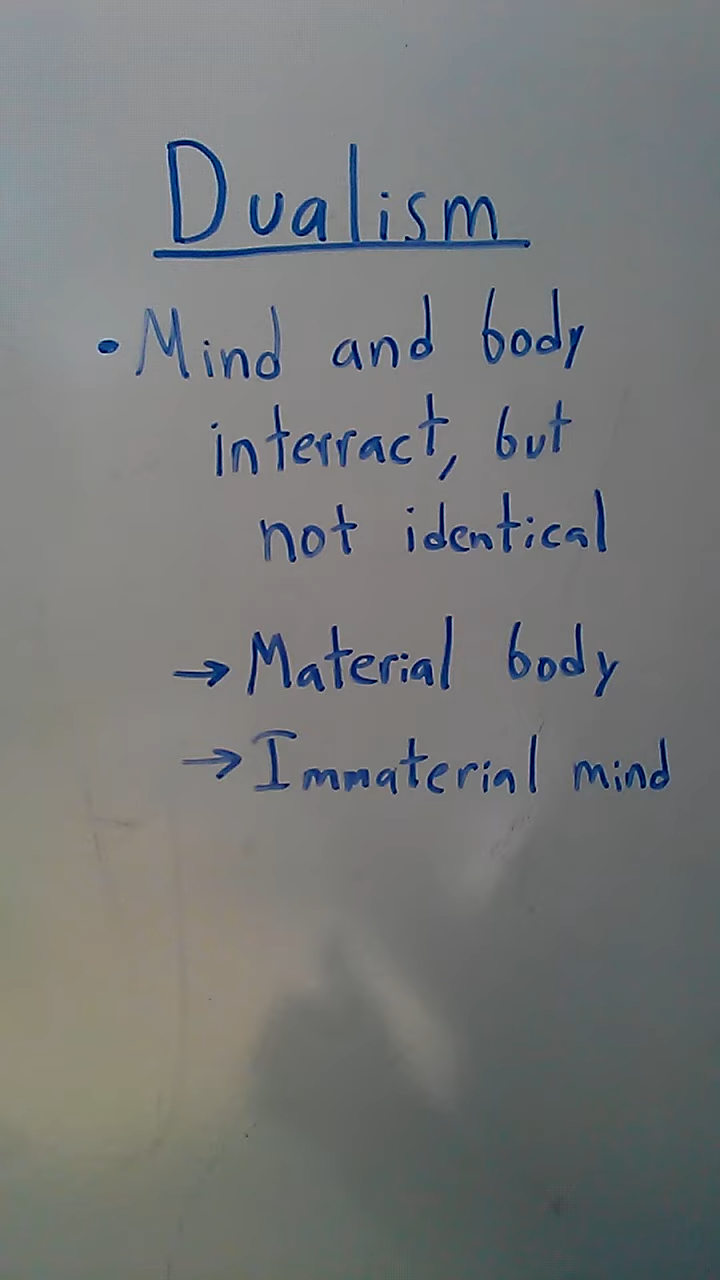 Dualism
• Mind and body
interract, but
not identical
→ Material body
→ Immaterial mind